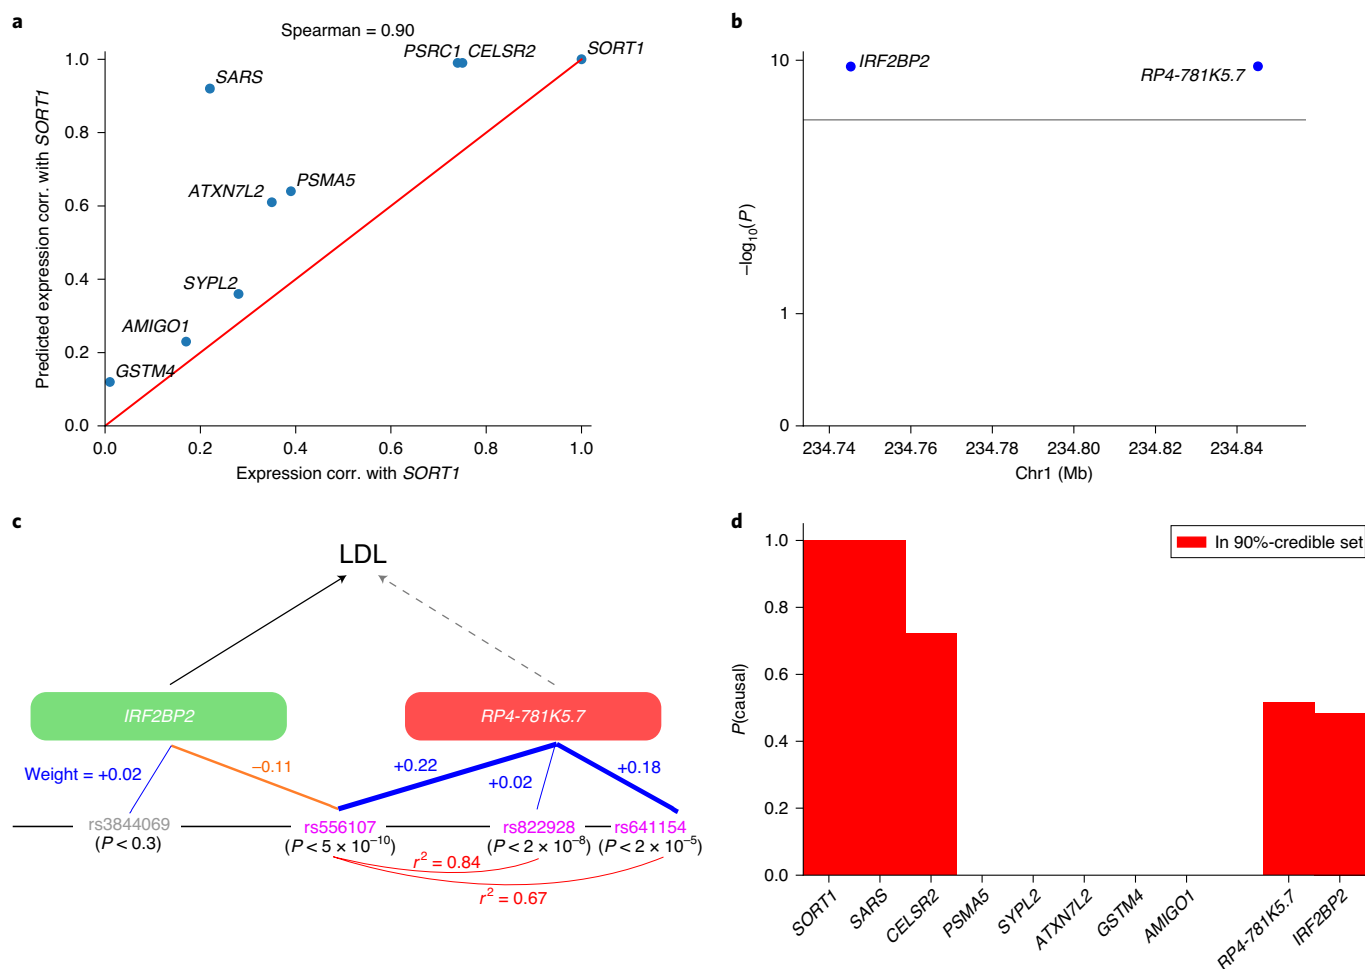 a
Spearman = 0.90
PSRC1 CELSR2
SORT1
SARS
PSMA5
ATXN7L2
SYPL2
AMIGO1
GSTM4
Predicted expression corr. with SORT1
1.0
0.8
0.6
0.4
0.2
0.0
0.0 0.2 0.4 0.6 0.8 1.0
Expression corr. with SORT1
b
IRF2BP2
RP4-781K5.7
−log10(P)
10
1
0
234.74 234.76 234.78 234.80 234.82 234.84
Chr1 (Mb)
c
LDL
IRF2BP2
RP4-781K5.7
Weight = +0.02
−0.11
+0.22
+0.02
+0.18
rs3844069 rs556107 rs822928 rs641154
(P < 0.3) (P < 5 × 10−10) (P < 2 × 10−8) (P < 2 × 10−5)
r2 = 0.84
r2 = 0.67
d
In 90%-credible set
P(causal)
1.0
0.8
0.6
0.4
0.2
0.0
SORT1 SARS CELSR2 PSMA5 SYPL2 ATXN7L2 GSTM4 AMIGO1 RP4-781K5.7 IRF2BP2